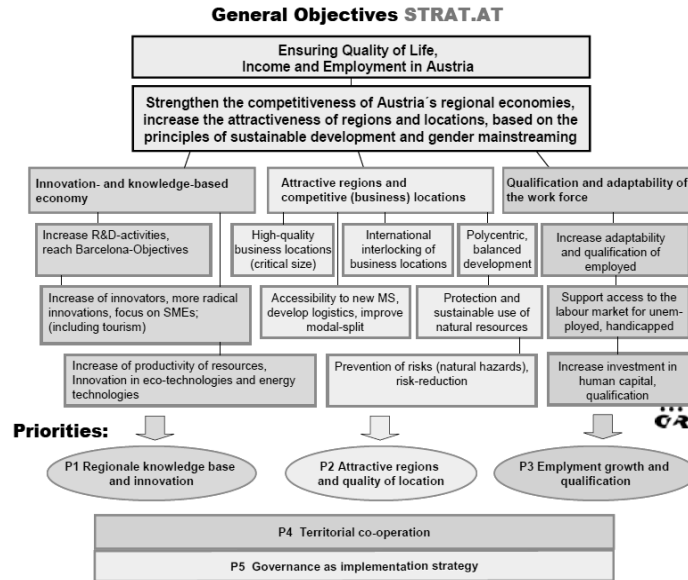 General Objectives STRAT.AT
Ensuring Quality of Life,
Income and Employment in Austria
Strengthen the competitiveness of Austria´s regional economies,
increase the attractiveness of regions and locations, based on the
principles of sustainable development and gender mainstreaming
Innovation- and knowledge-based
economy
Attractive regions and
competitive (business) locations
Qualification and adaptability of
the work force
Increase R&D-activities,
reach Barcelona-Objectives
High-quality
business locations
(critical size)
International
interlocking of
business locations
Polycentric,
balanced
development
Increase adaptability
and qualification of
employed
Increase of innovators, more radical
innovations, focus on SMEs;
(including tourism)
Accessibility to new MS,
develop logistics, improve
modal-split
Protection and
sustainable use of
natural resources
Support access to the
labour market for unem-
ployed, handicapped
Increase of productivity of resources,
Innovation in eco-technologies and energy
technologies
Prevention of risks (natural hazards),
risk-reduction
Increase investment in
human capital,
qualification
Priorities:
P1 Regionale knowledge base
and innovation
P2 Attractive regions
and quality of location
P3 Emplyment growth and
qualification
P4 Territorial co-operation
P5 Governance as implementation strategy